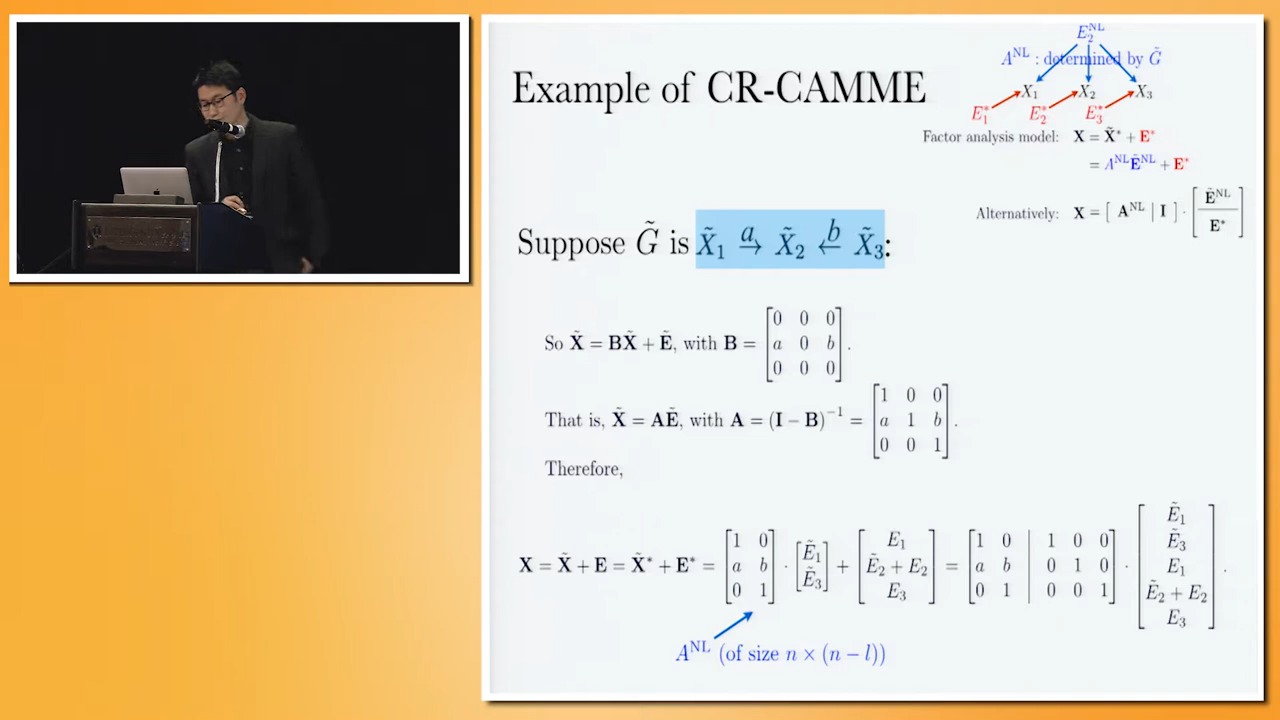 Example of CR-CAMME
E₂^NL
A^NL : determined by G̃
X₁ X₂ X₃
E₁* E₂* E₃*
Factor analysis model: X = X̃* + E*
= A^NL Ẽ^NL + E*
Alternatively: X = [ A^NL | I ] · [ Ẽ^NL / E* ]
Suppose G̃ is X̃₁ →a X̃₂ ←b X̃₃:
So X̃ = BX̃ + Ẽ, with B = [0 0 0; a 0 b; 0 0 0].
That is, X̃ = AẼ, with A = (I − B)⁻¹ = [1 0 0; a 1 b; 0 0 1].
Therefore,
X = X̃ + E = X̃* + E* = [1 0; a b; 0 1] · [Ẽ₁; Ẽ₃] + [E₁; Ẽ₂ + E₂; E₃] = [1 0 | 1 0 0; a b | 0 1 0; 0 1 | 0 0 1] · [Ẽ₁; Ẽ₃; E₁; Ẽ₂ + E₂; E₃].
A^NL (of size n × (n − l))